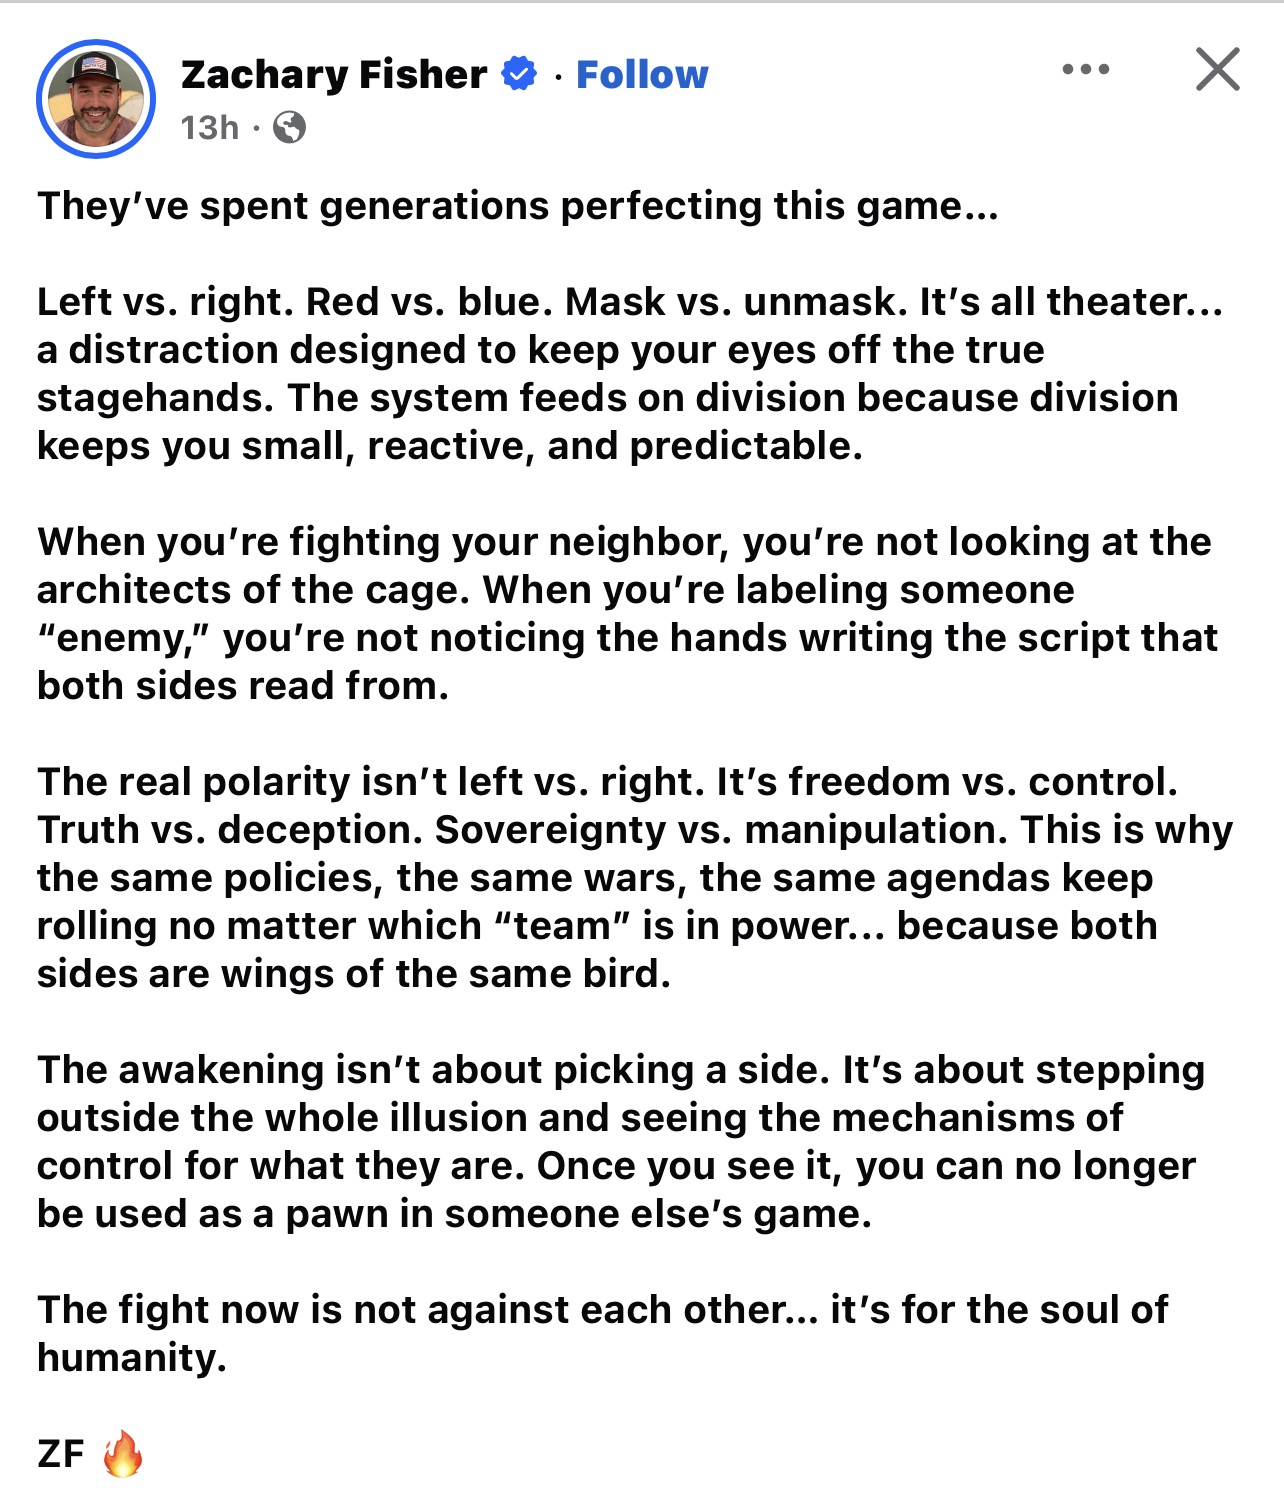 Zachary Fisher · Follow
13h ·
They’ve spent generations perfecting this game...
Left vs. right. Red vs. blue. Mask vs. unmask. It’s all theater...
a distraction designed to keep your eyes off the true
stagehands. The system feeds on division because division
keeps you small, reactive, and predictable.
When you’re fighting your neighbor, you’re not looking at the
architects of the cage. When you’re labeling someone
“enemy,” you’re not noticing the hands writing the script that
both sides read from.
The real polarity isn’t left vs. right. It’s freedom vs. control.
Truth vs. deception. Sovereignty vs. manipulation. This is why
the same policies, the same wars, the same agendas keep
rolling no matter which “team” is in power... because both
sides are wings of the same bird.
The awakening isn’t about picking a side. It’s about stepping
outside the whole illusion and seeing the mechanisms of
control for what they are. Once you see it, you can no longer
be used as a pawn in someone else’s game.
The fight now is not against each other... it’s for the soul of
humanity.
ZF 🔥